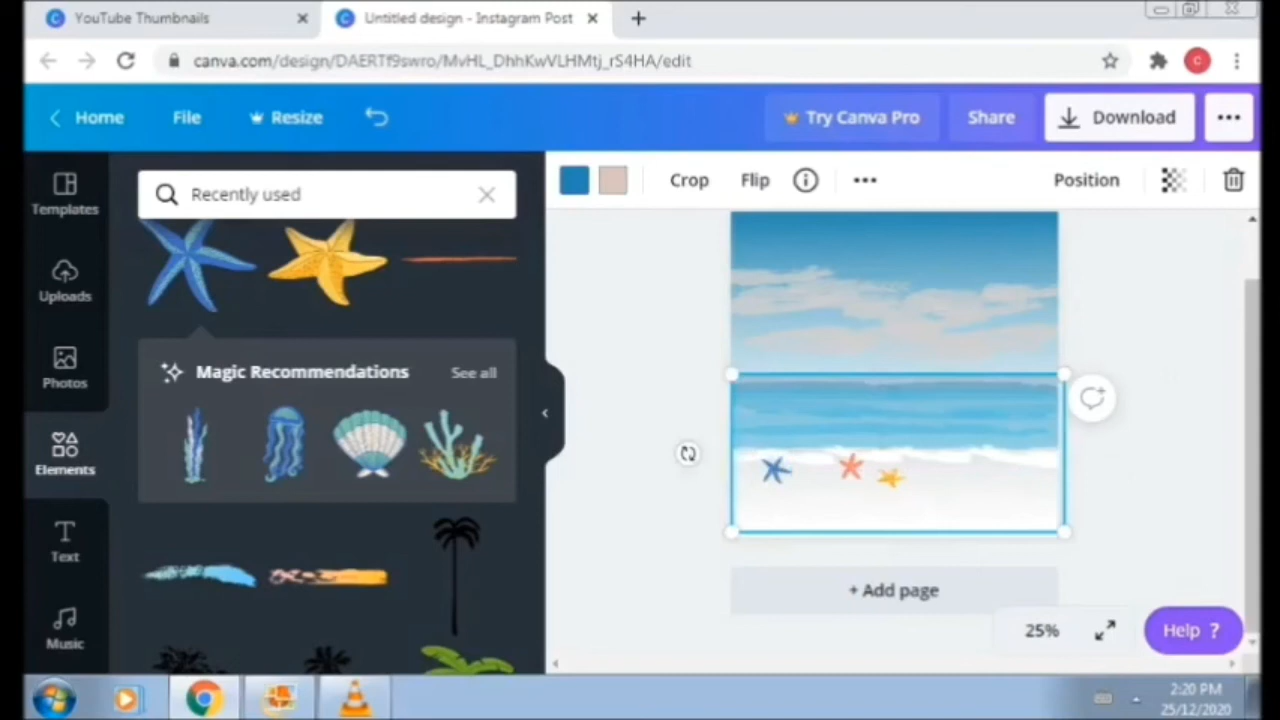 YouTube Thumbnails
Untitled design - Instagram Post
canva.com/design/DAERTf9swro/MvHL_DhhKwVLHMtj_rS4HA/edit
C
Home
File
Resize
Try Canva Pro
Share
Download
Templates
Uploads
Photos
Elements
Text
Music
Recently used
Magic Recommendations
See all
Crop
Flip
Position
+ Add page
25%
Help ?
2:20 PM
25/12/2020